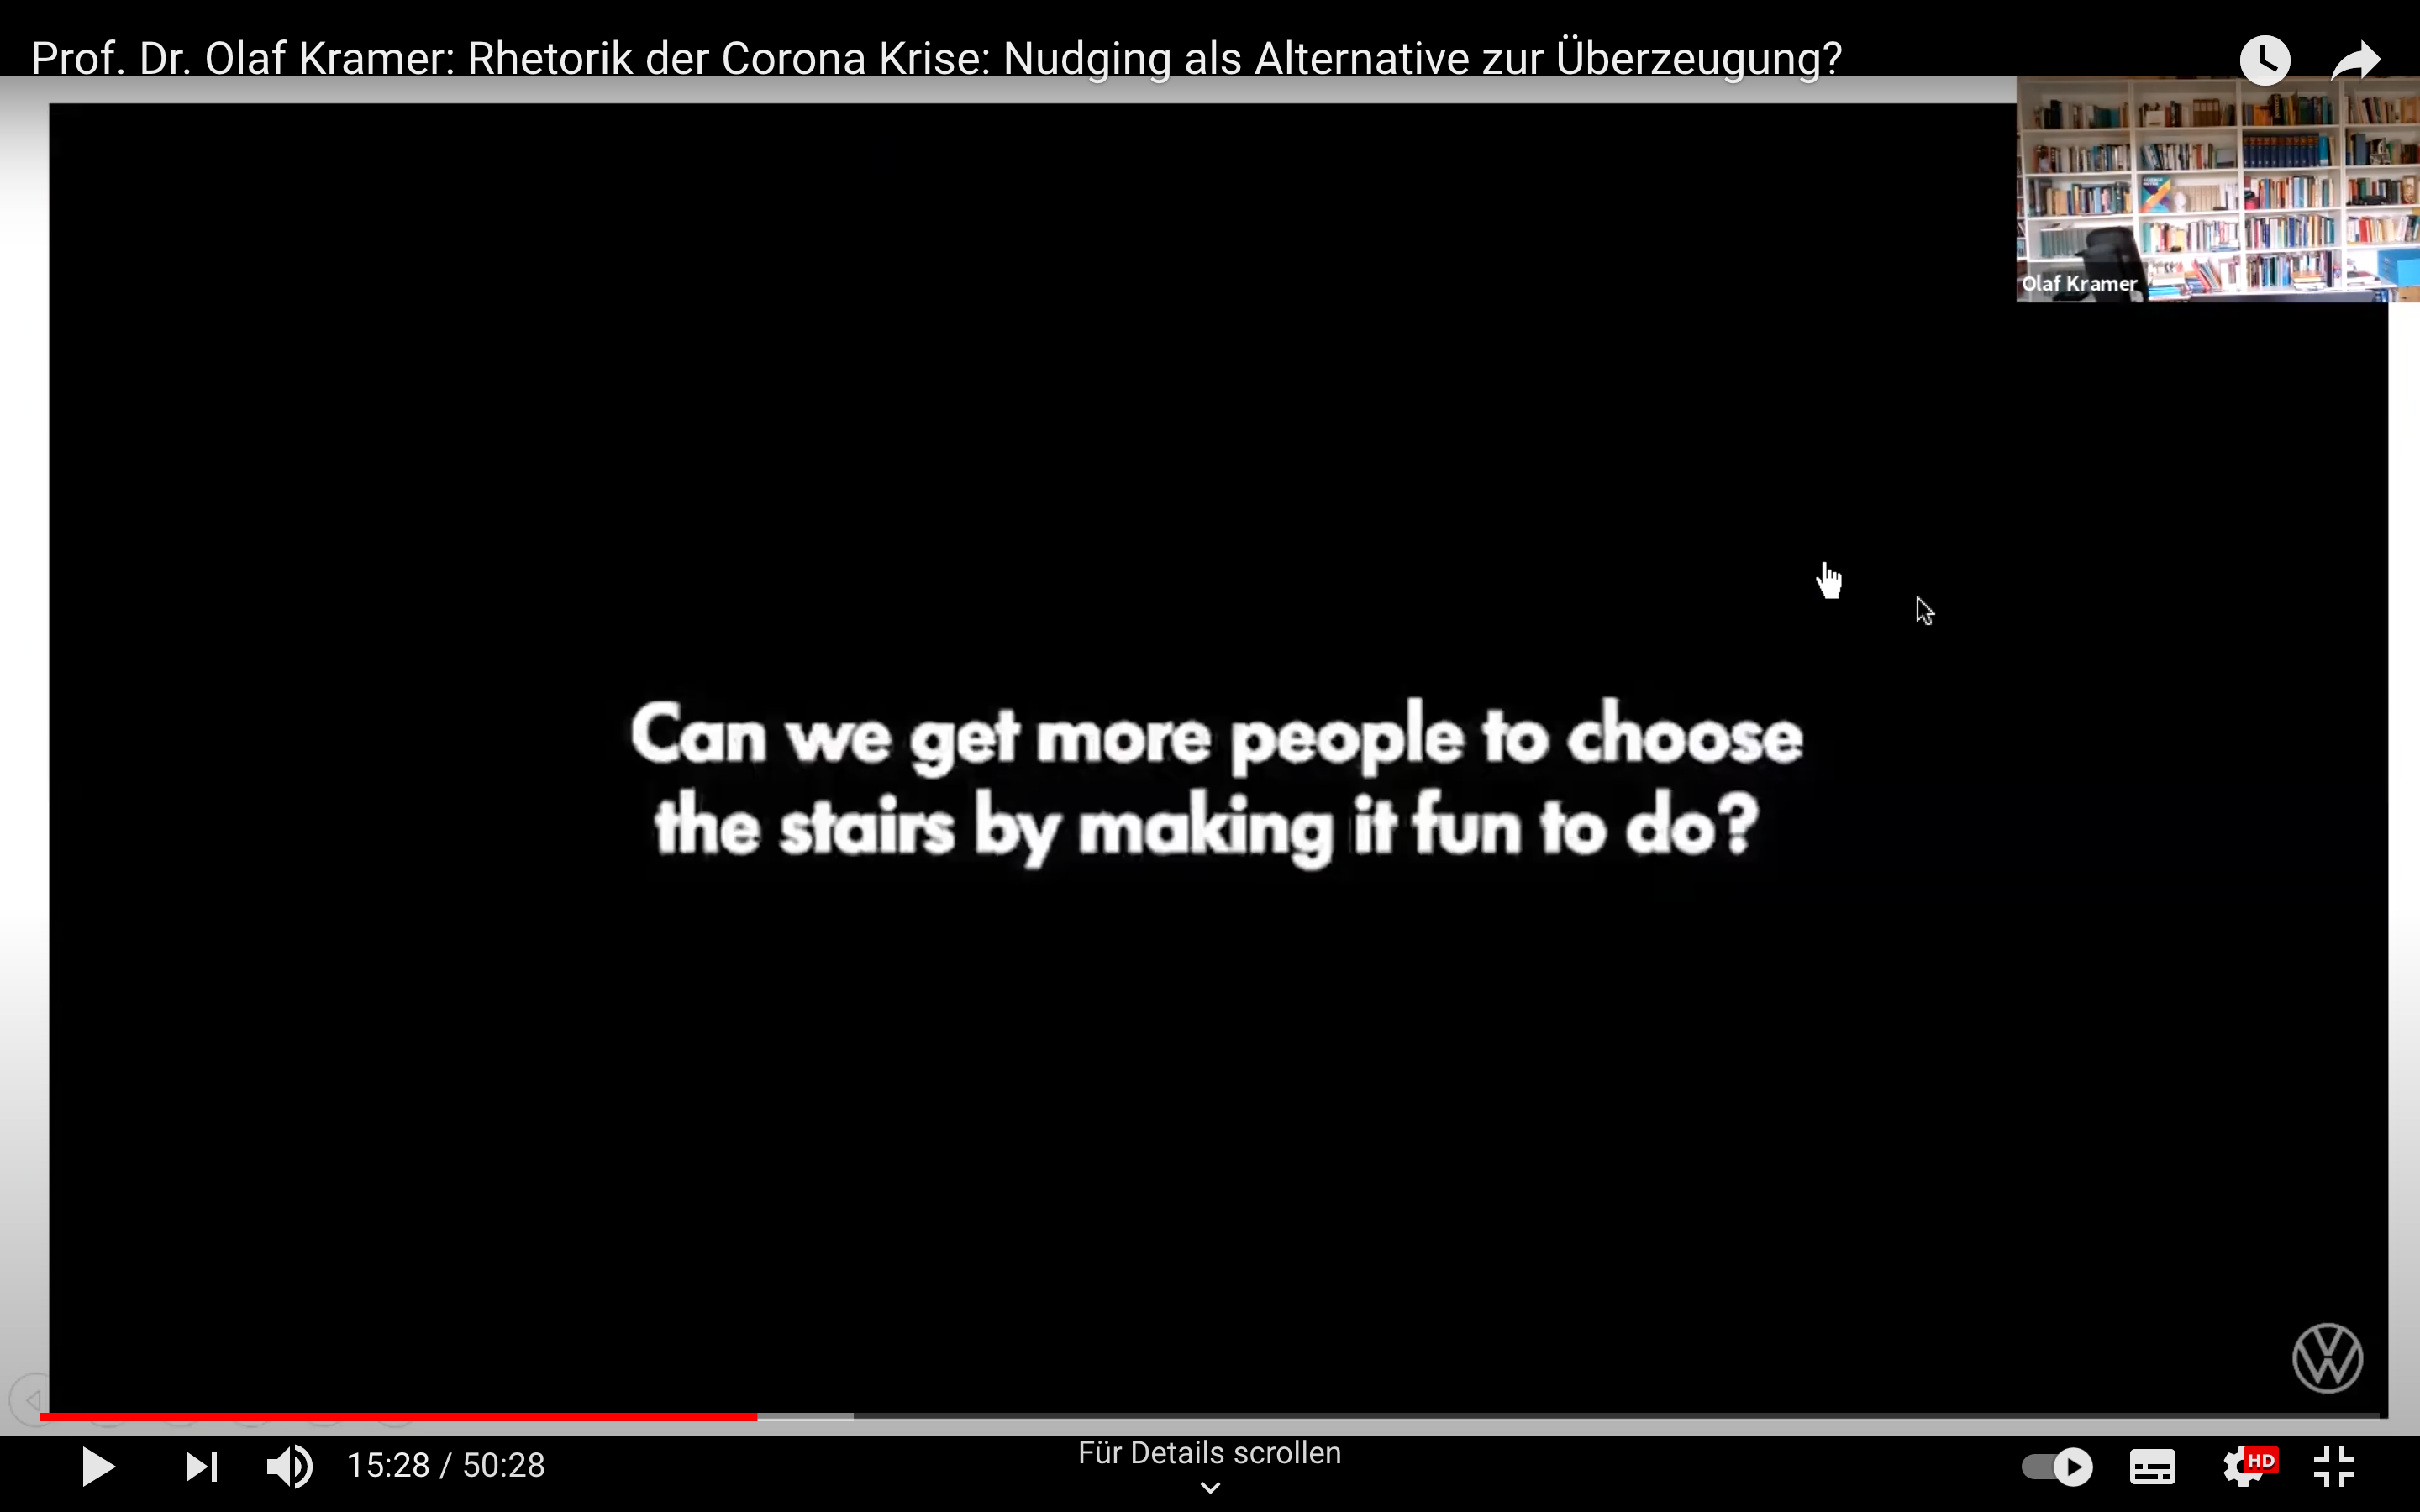 Prof. Dr. Olaf Kramer: Rhetorik der Corona Krise: Nudging als Alternative zur Überzeugung?
Olaf Kramer
Can we get more people to choose
the stairs by making it fun to do?
15:28 / 50:28
Für Details scrollen
HD